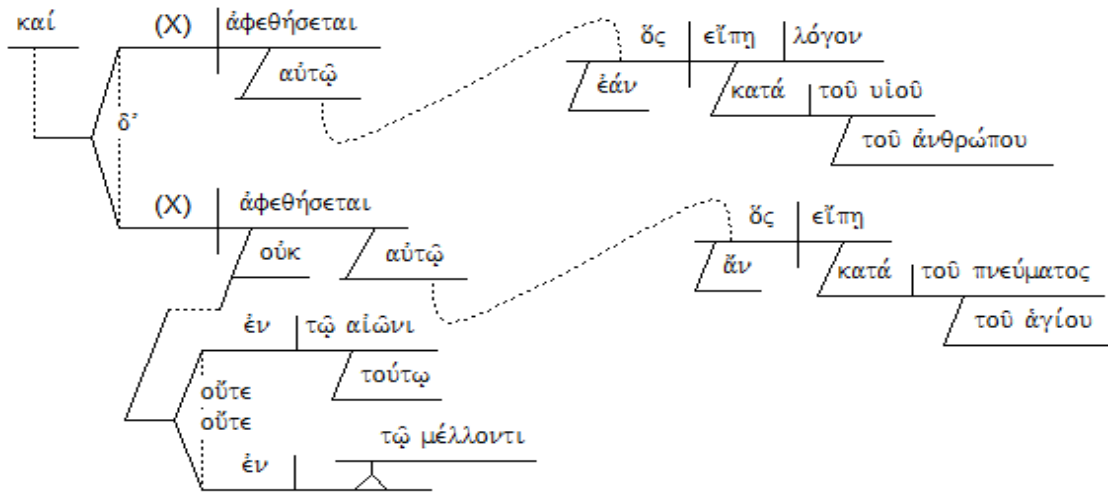 καί (X) ἀφεθήσεται
αὐτῷ
ὅς εἴπῃ λόγον
ἐάν κατά τοῦ υἱοῦ
τοῦ ἀνθρώπου
δ'
(X) ἀφεθήσεται
οὐκ αὐτῷ
ὅς εἴπῃ
ἄν κατά τοῦ πνεύματος
τοῦ ἁγίου
ἐν τῷ αἰῶνι
τούτῳ
οὔτε
οὔτε
ἐν τῷ μέλλοντι